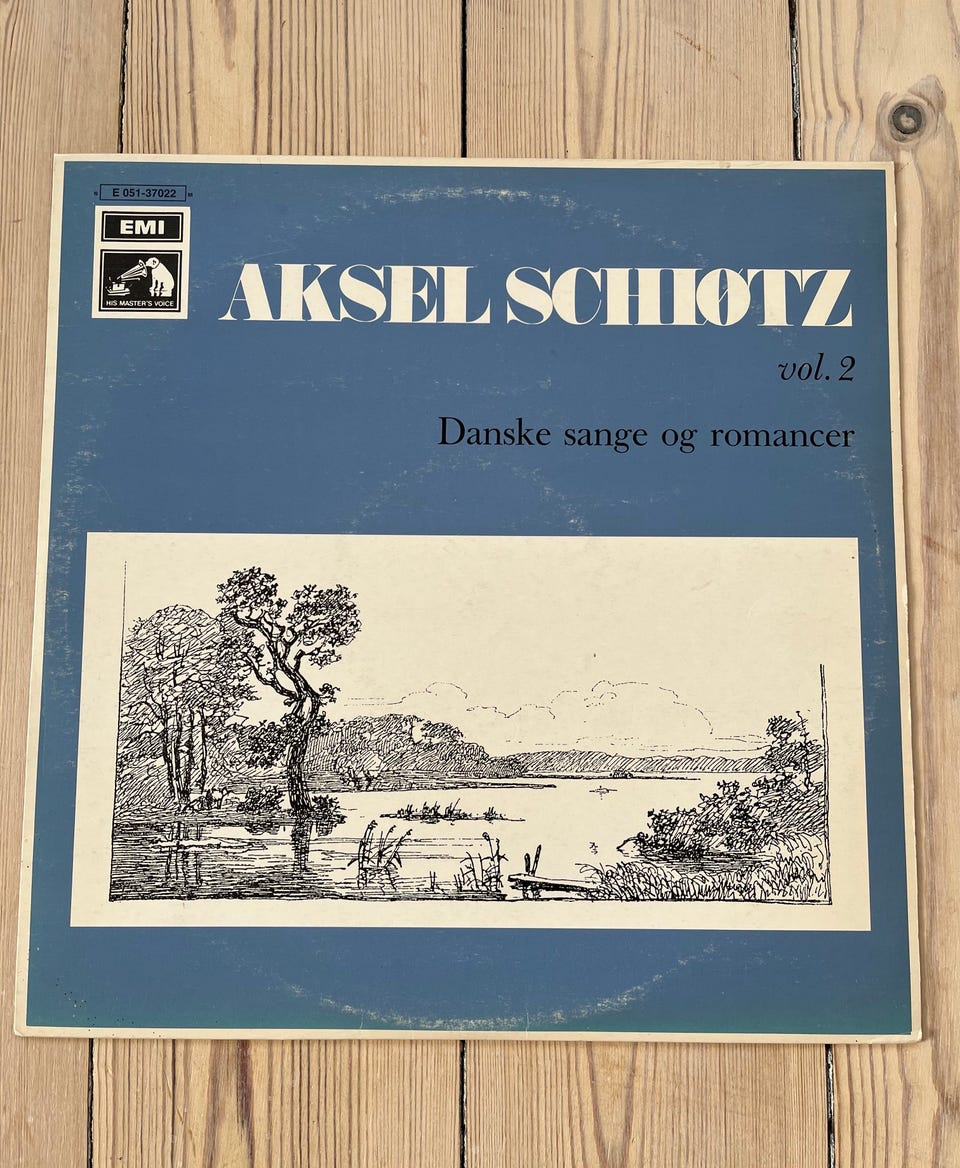 E 051-37022
EMI
HIS MASTER'S VOICE
AKSEL SCHIØTZ
vol. 2
Danske sange og romancer